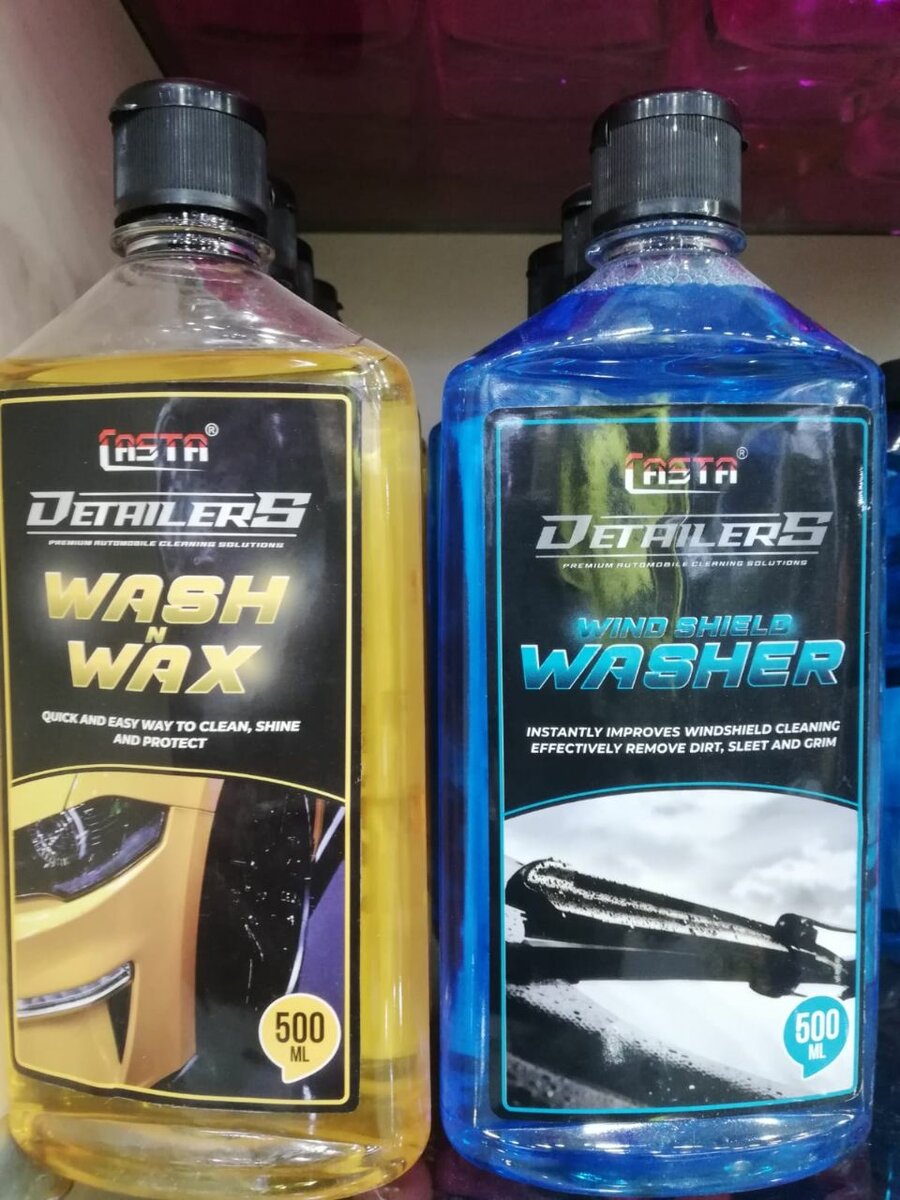 CASTA®
DETAILERS
PREMIUM AUTOMOBILE CLEANING SOLUTIONS
WASH
N
WAX
QUICK AND EASY WAY TO CLEAN, SHINE
AND PROTECT
500
ML
CASTA®
DETAILERS
PREMIUM AUTOMOBILE CLEANING SOLUTIONS
WIND SHIELD
WASHER
INSTANTLY IMPROVES WINDSHIELD CLEANING
EFFECTIVELY REMOVE DIRT, SLEET AND GRIM
500
ML